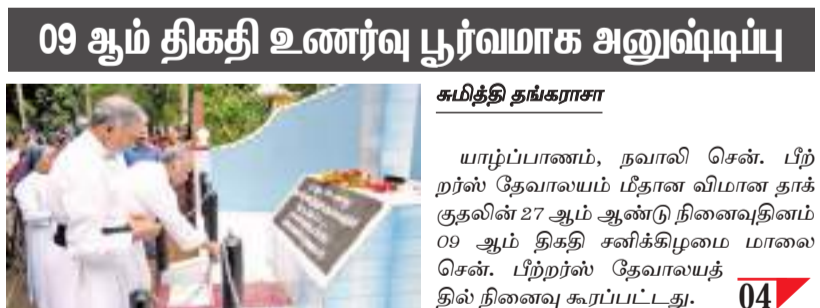 09 ஆம் திகதி உணர்வு பூர்வமாக அனுஷ்டிப்பு
சுமித்தி தங்கராசா
யாழ்ப்பாணம், நவாலி சென். பீற்
றர்ஸ் தேவாலயம் மீதான விமான தாக்
குதலின் 27 ஆம் ஆண்டு நினைவுதினம்
09 ஆம் திகதி சனிக்கிழமை மாலை
சென். பீற்றர்ஸ் தேவாலயத்
தில் நினைவு கூரப்பட்டது.
04